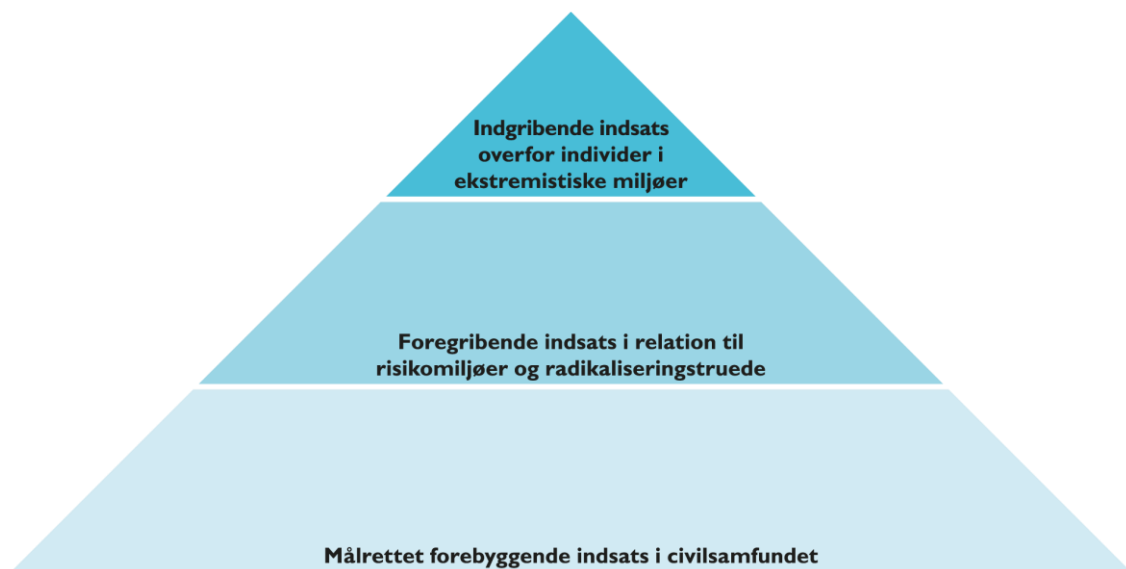 Indgribende indsats
overfor individer i
ekstremistiske miljøer
Foregribende indsats i relation til
risikomiljøer og radikaliseringstruede
Målrettet forebyggende indsats i civilsamfundet